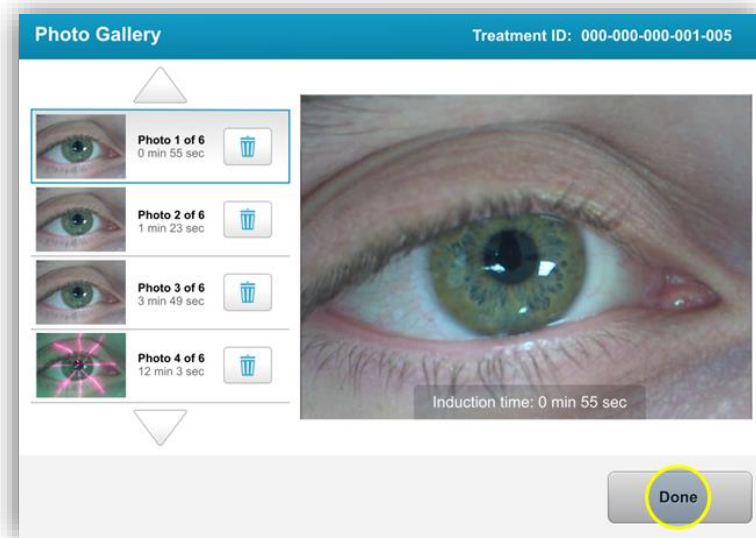 Photo Gallery
Treatment ID: 000-000-000-001-005
Photo 1 of 6
0 min 55 sec
Photo 2 of 6
1 min 23 sec
Photo 3 of 6
3 min 49 sec
Photo 4 of 6
12 min 3 sec
Induction time: 0 min 55 sec
Done